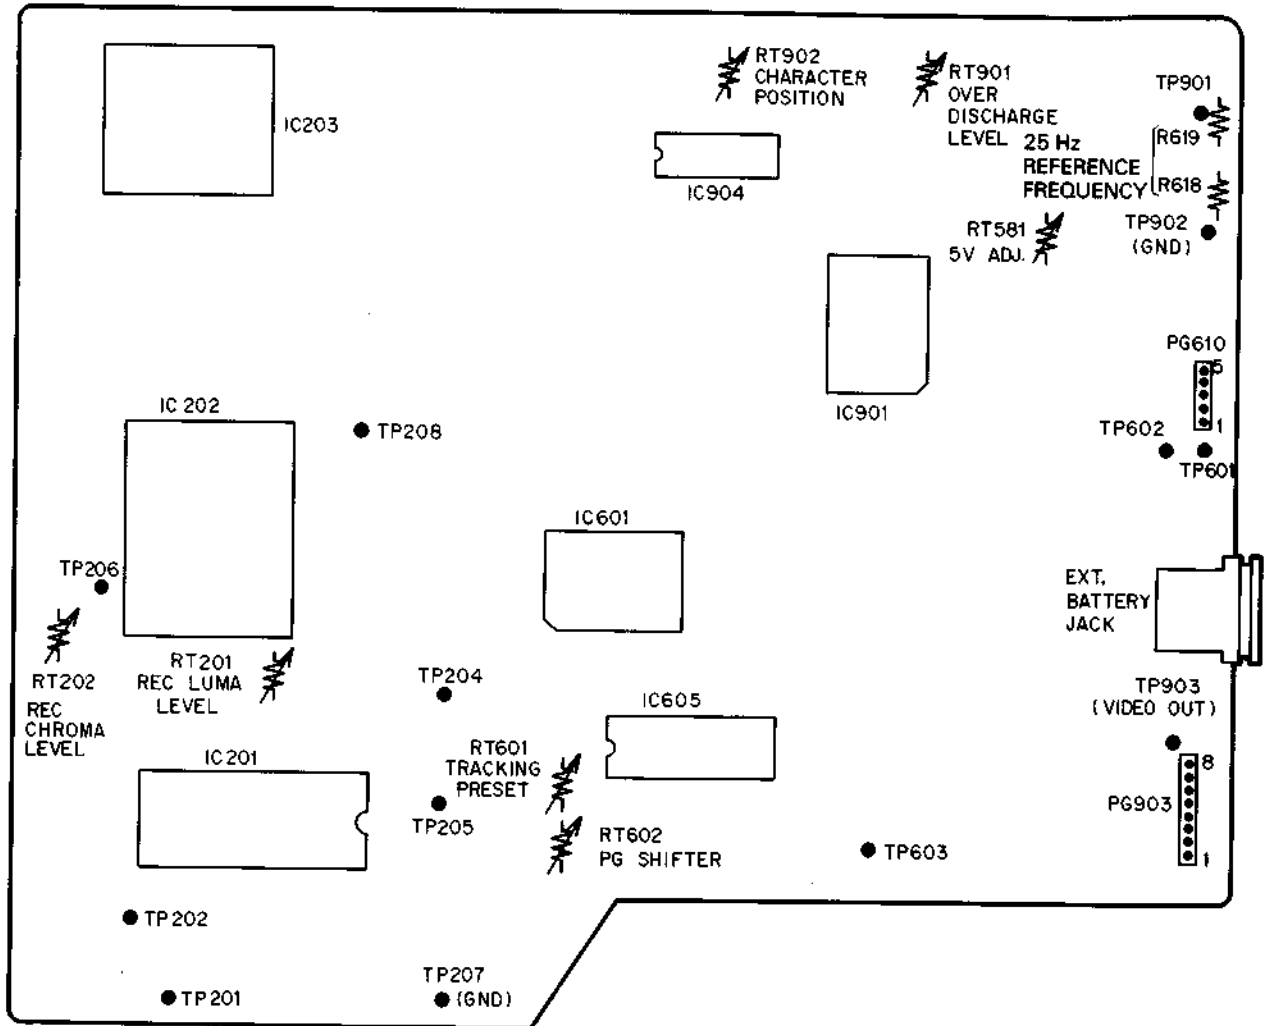 RT902
CHARACTER
POSITION
RT901
OVER
DISCHARGE
LEVEL
TP901
IC203
R619
25 Hz
REFERENCE
FREQUENCY
R618
IC904
RT581
5V ADJ.
TP902
(GND)
PG610
5
1
IC901
IC 202
TP208
TP602
TP601
IC601
TP206
EXT.
BATTERY
JACK
RT202
REC
CHROMA
LEVEL
RT201
REC LUMA
LEVEL
TP204
IC605
TP903
(VIDEO OUT)
RT601
TRACKING
PRESET
IC201
8
PG903
1
TP205
RT602
PG SHIFTER
TP603
TP202
TP207
(GND)
TP201